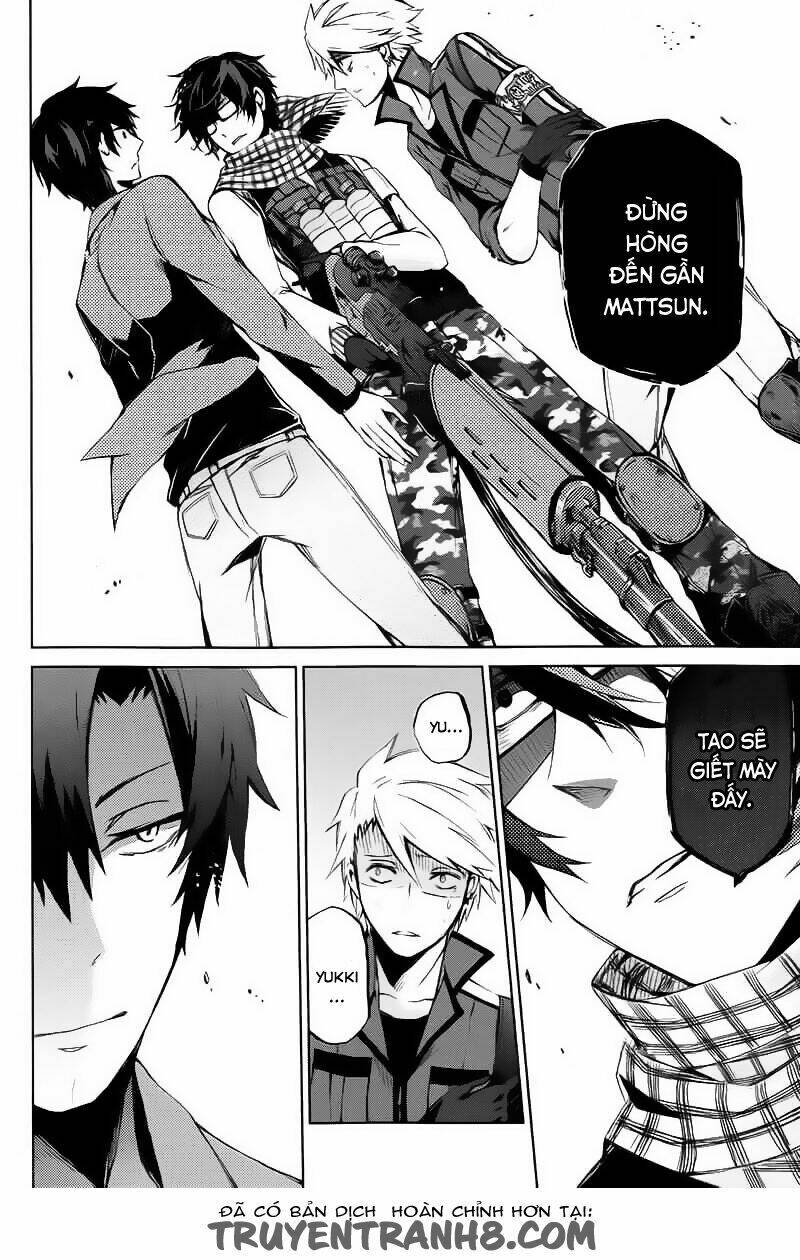 ĐỪNG
HÒNG
ĐẾN GẦN
MATTSUN.
TAO SẼ
GIẾT MÀY
ĐẤY.
YU...
YUKKI
...
ĐÃ CÓ BẢN DỊCH HOÀN CHỈNH HƠN TẠI:
TRUYENTRANH8.COM